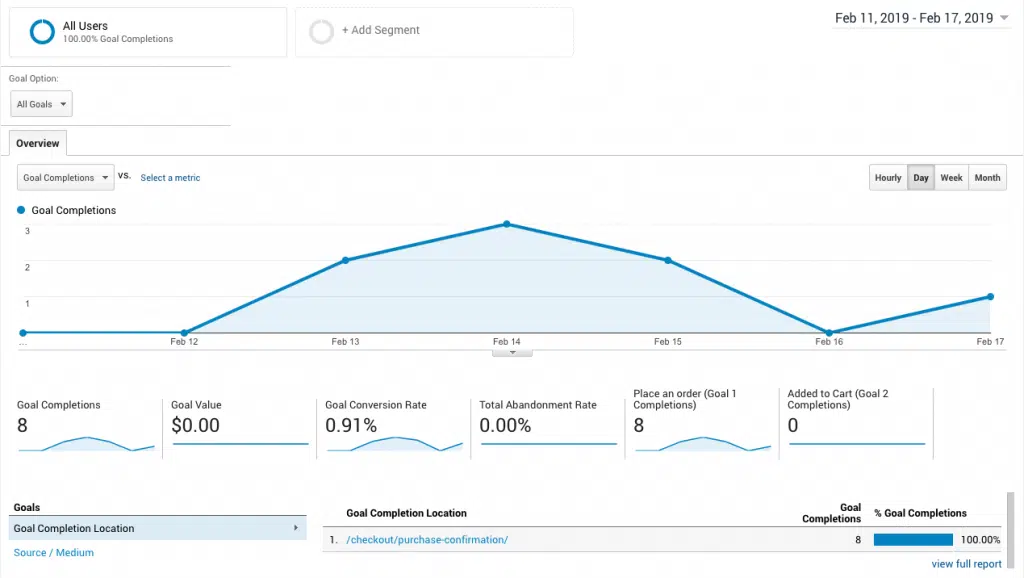 All Users
100.00% Goal Completions
+ Add Segment
Feb 11, 2019 - Feb 17, 2019
Goal Option:
All Goals
Overview
Goal Completions
vs.
Select a metric
Hourly
Day
Week
Month
Goal Completions
3
2
1
...
Feb 12
Feb 13
Feb 14
Feb 15
Feb 16
Feb 17
Goal Completions
8
Goal Value
$0.00
Goal Conversion Rate
0.91%
Total Abandonment Rate
0.00%
Place an order (Goal 1
Completions)
8
Added to Cart (Goal 2
Completions)
0
Goals
Goal Completion Location
Source / Medium
Goal Completion Location
Goal
Completions
% Goal Completions
1. /checkout/purchase-confirmation/
8
100.00%
view full report